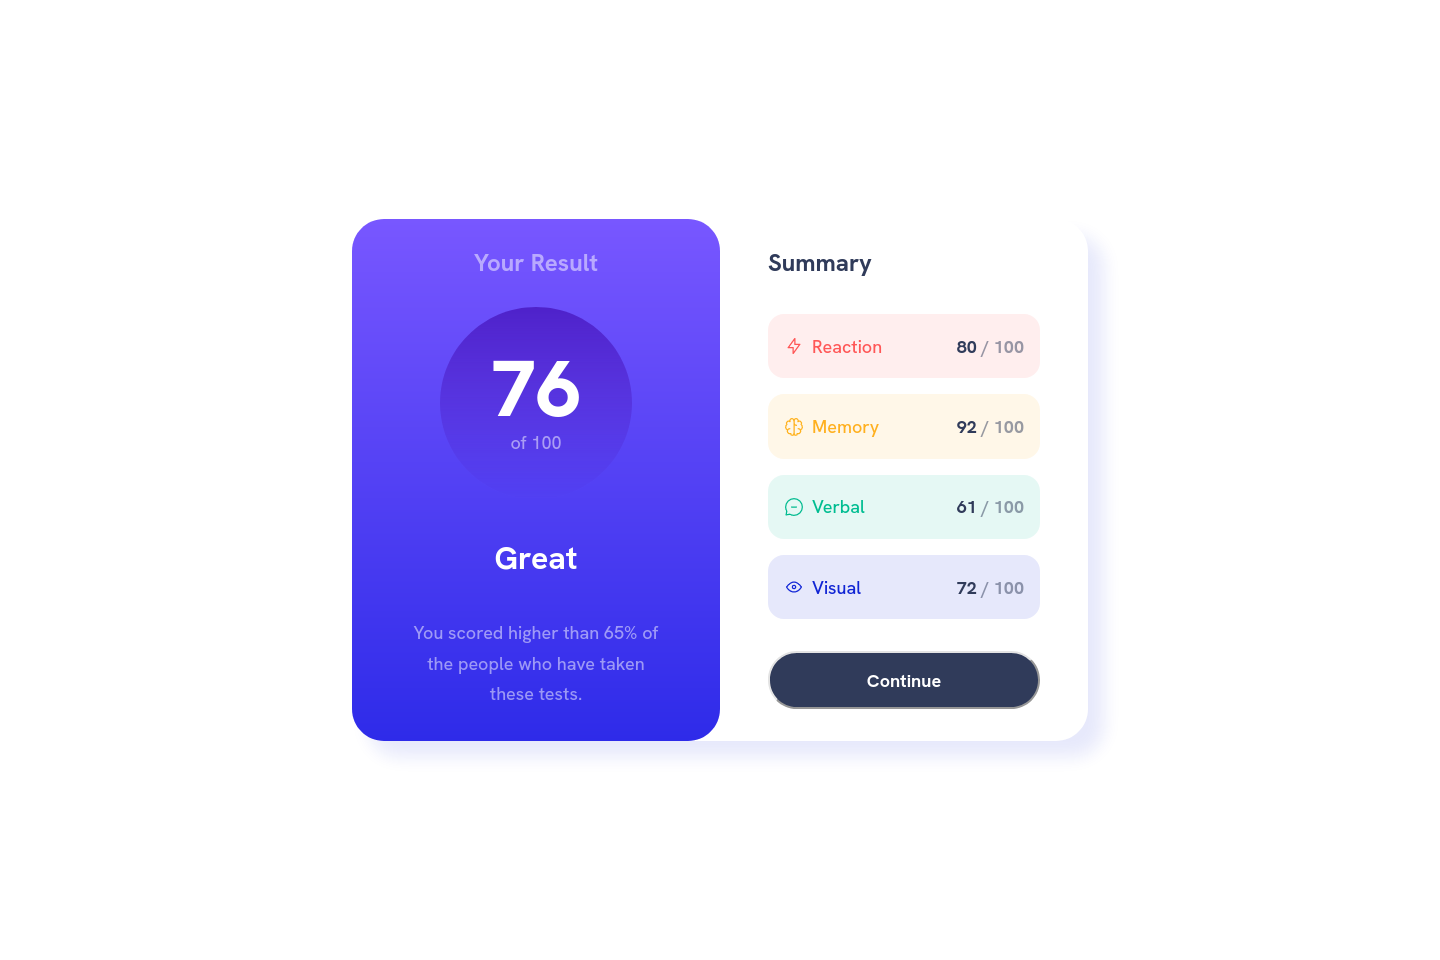 Your Result
76
of 100
Great
You scored higher than 65% of
the people who have taken
these tests.
Summary
Reaction 80 / 100
Memory 92 / 100
Verbal 61 / 100
Visual 72 / 100
Continue